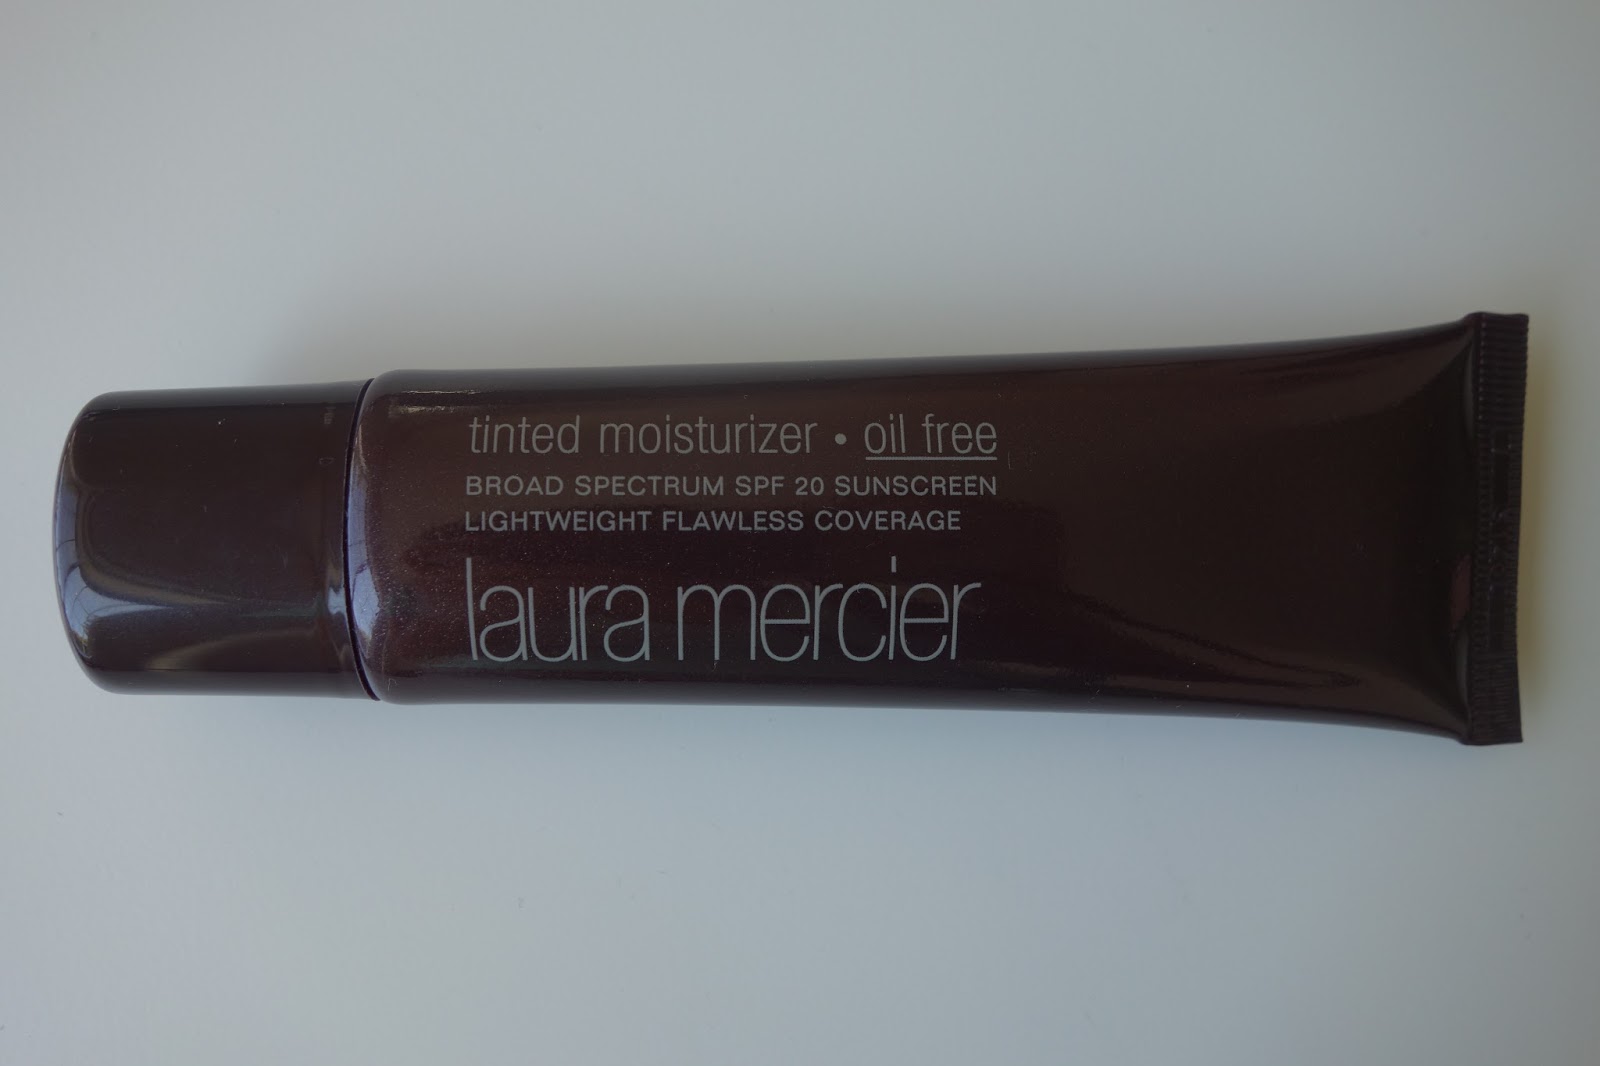 tinted moisturizer • oil free
BROAD SPECTRUM SPF 20 SUNSCREEN
LIGHTWEIGHT FLAWLESS COVERAGE
laura mercier